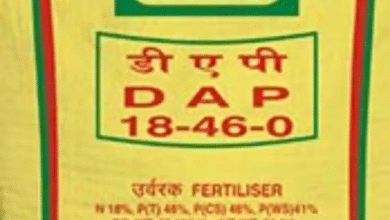 डी ए पी
DAP
18-46-0
उर्वरक FERTILISER
N 18%, P(T) 46%, P(CS) 46%, P(WS)41%